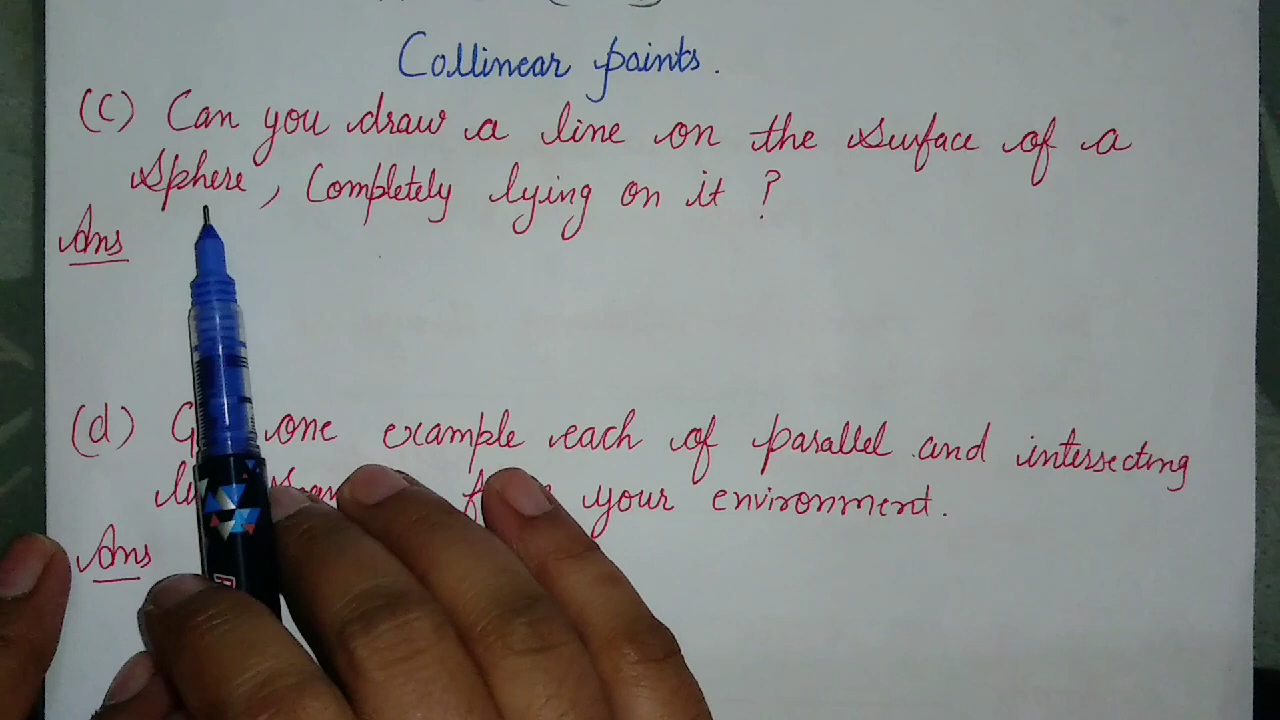 Collinear points.
(C) Can you draw a line on the surface of a
sphere, Completely lying on it ?
Ans
(d) one example each of parallel and intersecting
your environment.
Ans